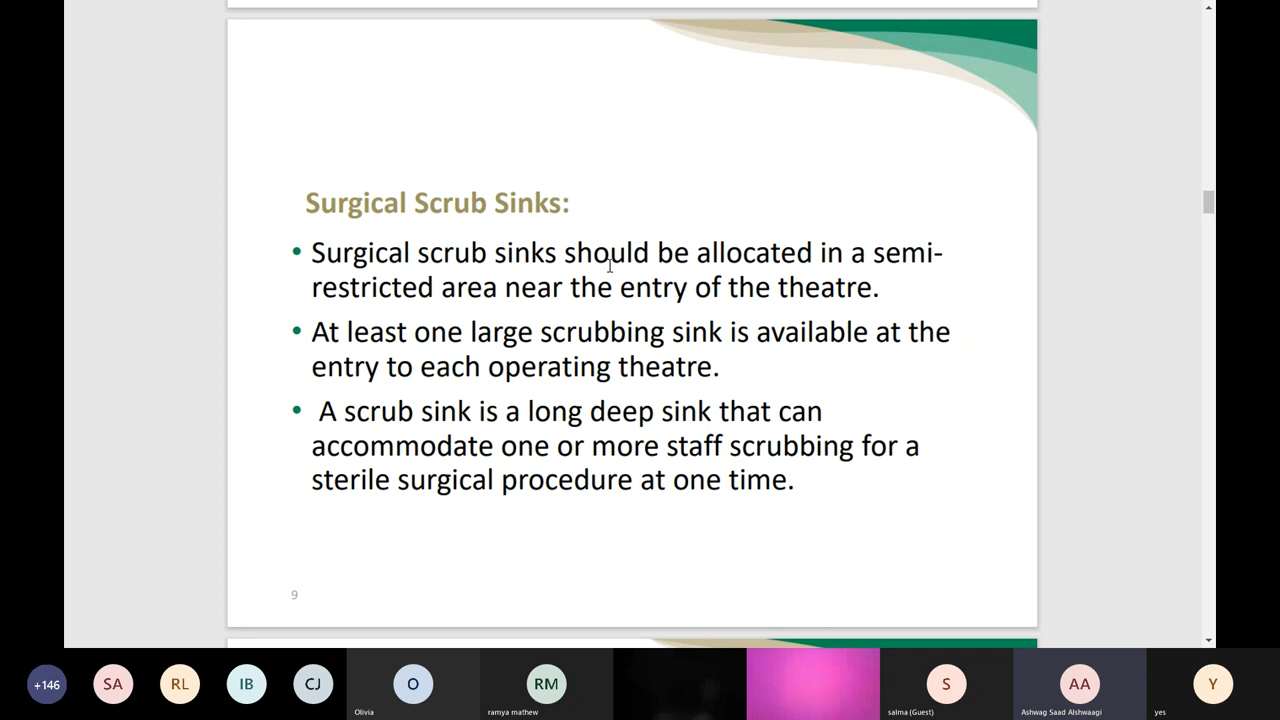 Surgical Scrub Sinks:
• Surgical scrub sinks should be allocated in a semi-
restricted area near the entry of the theatre.
• At least one large scrubbing sink is available at the
entry to each operating theatre.
• A scrub sink is a long deep sink that can
accommodate one or more staff scrubbing for a
sterile surgical procedure at one time.
9
+146 SA RL IB CJ O RM S AA Y
Olivia ramya mathew salma (Guest) Ashwag Saad Alshwaagi yes